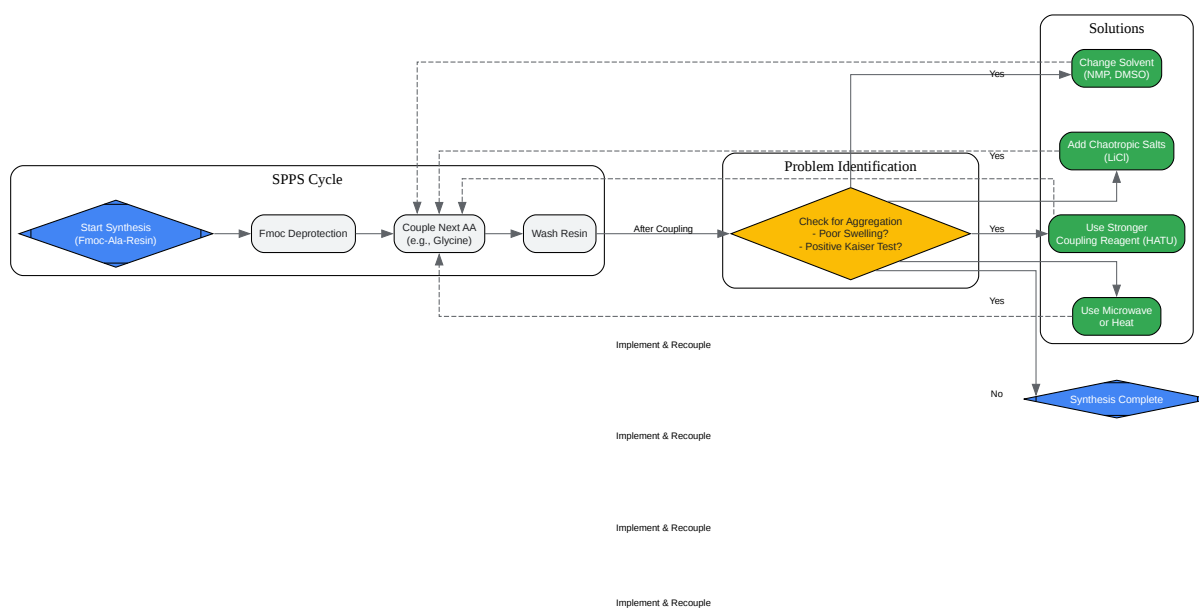 Solutions
Change Solvent
(NMP, DMSO)
Yes
Add Chaotropic Salts
(LiCl)
Yes
SPPS Cycle
Start Synthesis
(Fmoc-Ala-Resin)
Fmoc Deprotection
Couple Next AA
(e.g., Glycine)
Wash Resin
After Coupling
Problem Identification
Check for Aggregation
- Poor Swelling?
- Positive Kaiser Test?
Yes
Use Stronger
Coupling Reagent (HATU)
Yes
Use Microwave
or Heat
Implement & Recouple
No
Synthesis Complete
Implement & Recouple
Implement & Recouple
Implement & Recouple